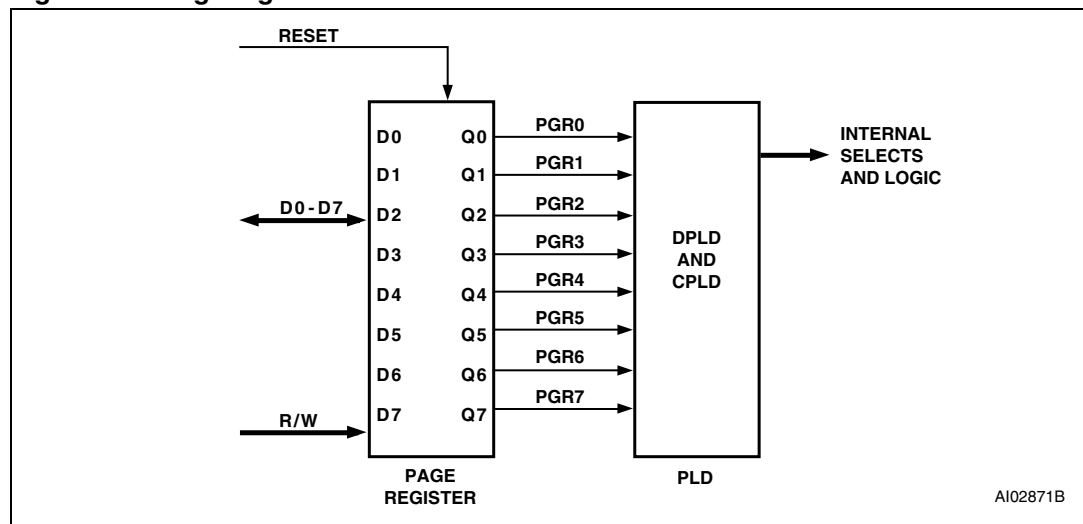 RESET
D0 Q0 PGR0
D1 Q1 PGR1
D0-D7 D2 Q2 PGR2
D3 Q3 PGR3
D4 Q4 PGR4
D5 Q5 PGR5
D6 Q6 PGR6
R/W D7 Q7 PGR7
DPLD
AND
CPLD
INTERNAL
SELECTS
AND LOGIC
PAGE
REGISTER
PLD
AI02871B